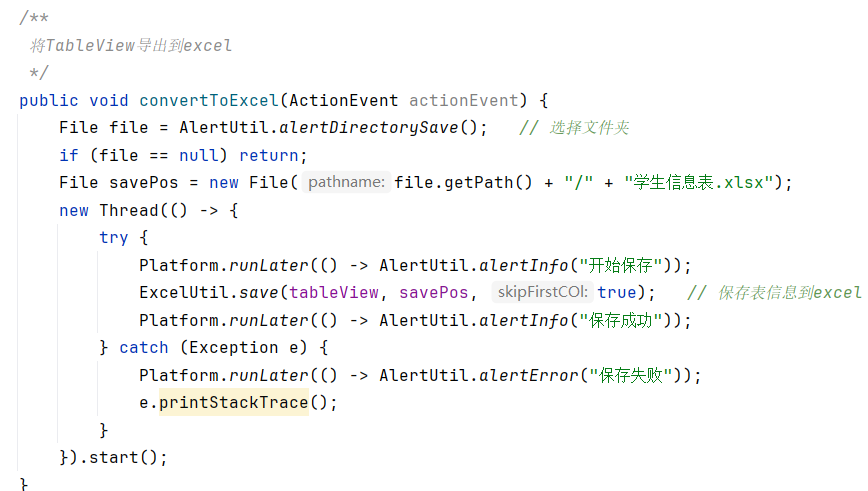 /**
 将TableView导出到excel
 */
public void convertToExcel(ActionEvent actionEvent) {
    File file = AlertUtil.alertDirectorySave();   // 选择文件夹
    if (file == null) return;
    File savePos = new File( pathname: file.getPath() + "/" + "学生信息表.xlsx");
    new Thread(() -> {
        try {
            Platform.runLater(() -> AlertUtil.alertInfo("开始保存"));
            ExcelUtil.save(tableView, savePos, skipFirstCOl: true);   // 保存表信息到excel
            Platform.runLater(() -> AlertUtil.alertInfo("保存成功"));
        } catch (Exception e) {
            Platform.runLater(() -> AlertUtil.alertError("保存失败"));
            e.printStackTrace();
        }
    }).start();
}